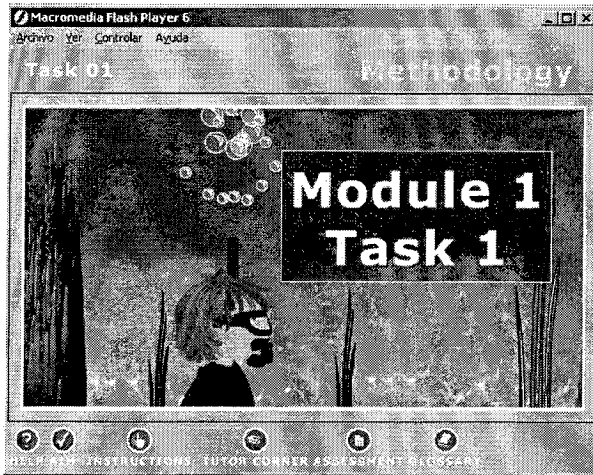 Macromedia Flash Player 6
Archivo Ver Controlar Ayuda
Task 01
Methodology
Module 1
Task 1
HELP AIM INSTRUCTIONS TUTOR CORNER ASSESSMENT GLOSSARY